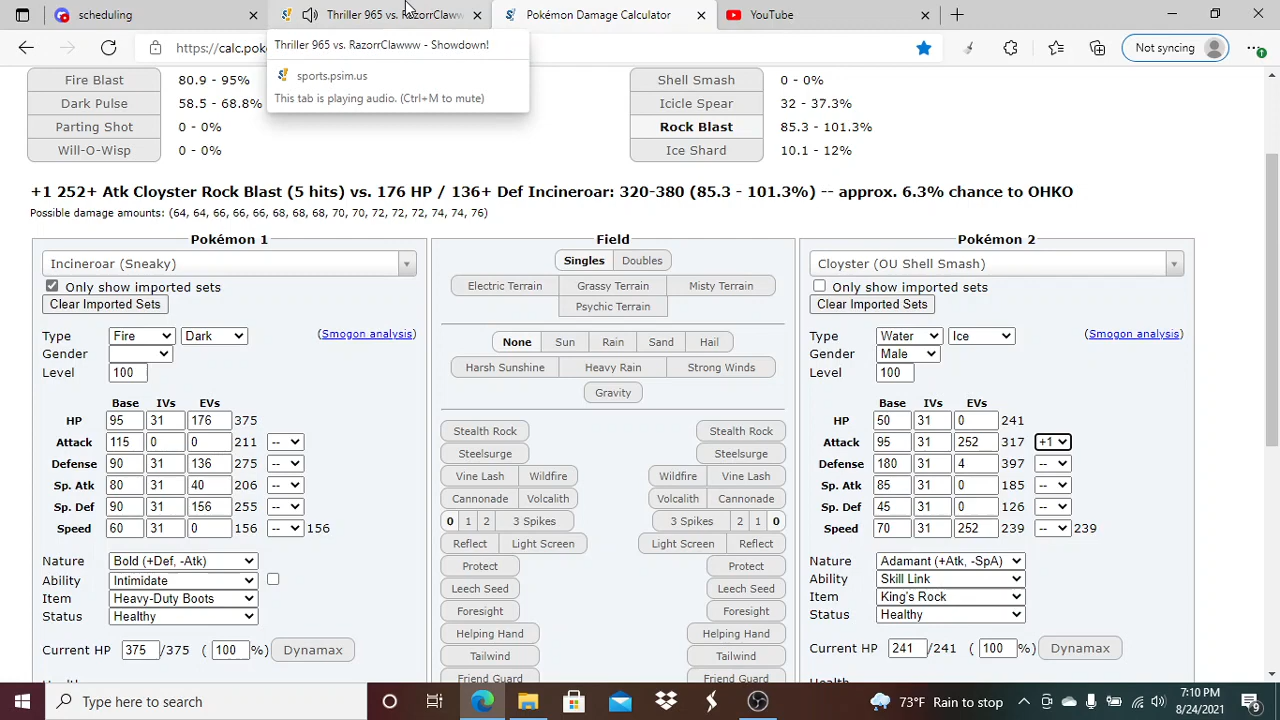 scheduling
Thriller 965 vs. RazorrClaww
Pokémon Damage Calculator
YouTube
https://calc.poké
Not syncing
Thriller 965 vs. RazorrClawww - Showdown!
sports.psim.us
This tab is playing audio. (Ctrl+M to mute)
Fire Blast 80.9 - 95%
Dark Pulse 58.5 - 68.8%
Parting Shot 0 - 0%
Will-O-Wisp 0 - 0%
Shell Smash 0 - 0%
Icicle Spear 32 - 37.3%
Rock Blast 85.3 - 101.3%
Ice Shard 10.1 - 12%
+1 252+ Atk Cloyster Rock Blast (5 hits) vs. 176 HP / 136+ Def Incineroar: 320-380 (85.3 - 101.3%) -- approx. 6.3% chance to OHKO
Possible damage amounts: (64, 64, 66, 66, 66, 68, 68, 68, 70, 70, 72, 72, 72, 74, 74, 76)
Pokémon 1
Incineroar (Sneaky)
Only show imported sets
Clear Imported Sets
Type Fire Dark (Smogon analysis)
Gender
Level 100
Base IVs EVs
HP 95 31 176 375
Attack 115 0 0 211 --
Defense 90 31 136 275 --
Sp. Atk 80 31 40 206 --
Sp. Def 90 31 156 255 --
Speed 60 31 0 156 -- 156
Nature Bold (+Def, -Atk)
Ability Intimidate
Item Heavy-Duty Boots
Status Healthy
Current HP 375 /375 ( 100 %) Dynamax
Field
Singles Doubles
Electric Terrain Grassy Terrain Misty Terrain
Psychic Terrain
None Sun Rain Sand Hail
Harsh Sunshine Heavy Rain Strong Winds
Gravity
Stealth Rock Stealth Rock
Steelsurge Steelsurge
Vine Lash Wildfire Wildfire Vine Lash
Cannonade Volcalith Volcalith Cannonade
0 1 2 3 Spikes 3 Spikes 2 1 0
Reflect Light Screen Light Screen Reflect
Protect Protect
Leech Seed Leech Seed
Foresight Foresight
Helping Hand Helping Hand
Tailwind Tailwind
Friend Guard Friend Guard
Pokémon 2
Cloyster (OU Shell Smash)
Only show imported sets
Clear Imported Sets
Type Water Ice (Smogon analysis)
Gender Male
Level 100
Base IVs EVs
HP 50 31 0 241
Attack 95 31 252 317 +1
Defense 180 31 4 397 --
Sp. Atk 85 31 0 185 --
Sp. Def 45 31 0 126 --
Speed 70 31 252 239 -- 239
Nature Adamant (+Atk, -SpA)
Ability Skill Link
Item King's Rock
Status Healthy
Current HP 241 /241 ( 100 %) Dynamax
Type here to search
73°F Rain to stop
7:10 PM
8/24/2021
9